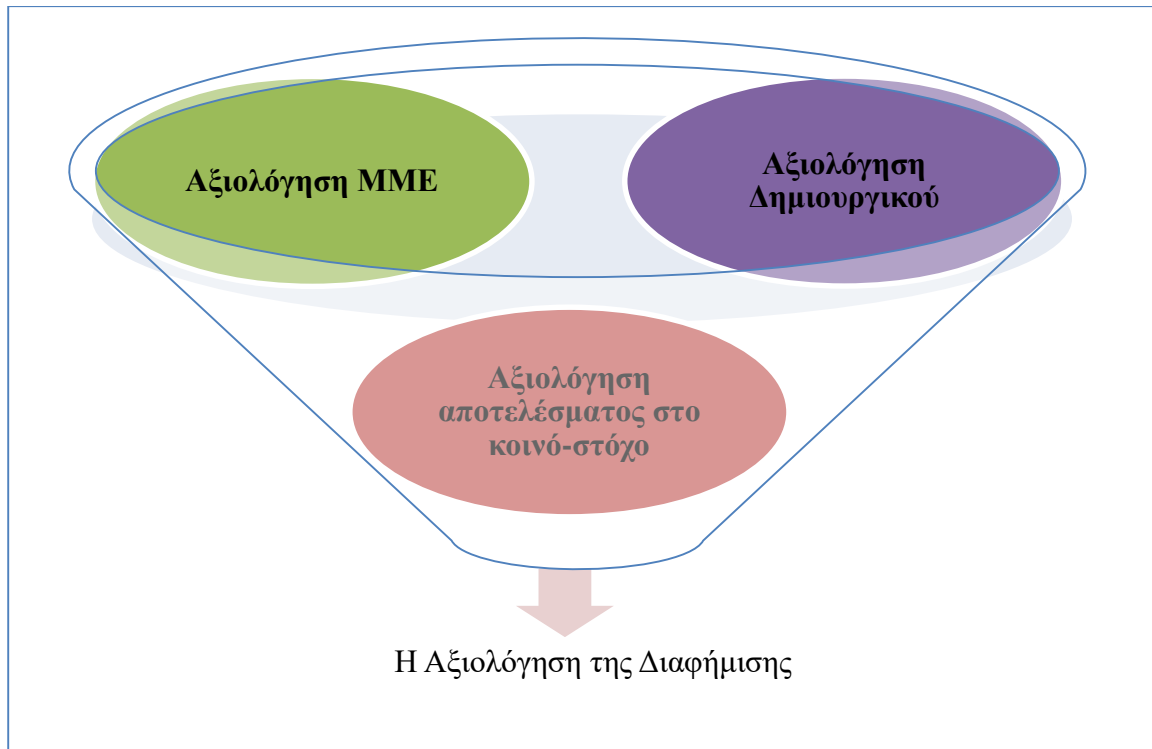 Αξιολόγηση ΜΜΕ
Αξιολόγηση
Δημιουργικού
Αξιολόγηση
αποτελέσματος στο
κοινό-στόχο
Η Αξιολόγηση της Διαφήμισης